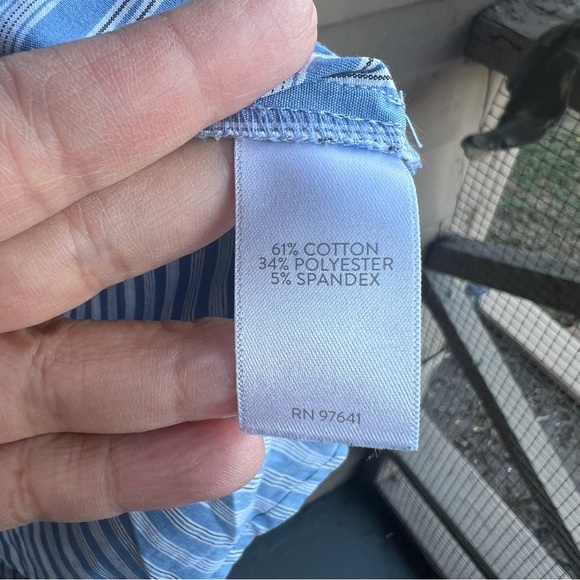 61% COTTON
34% POLYESTER
5% SPANDEX
RN 97641